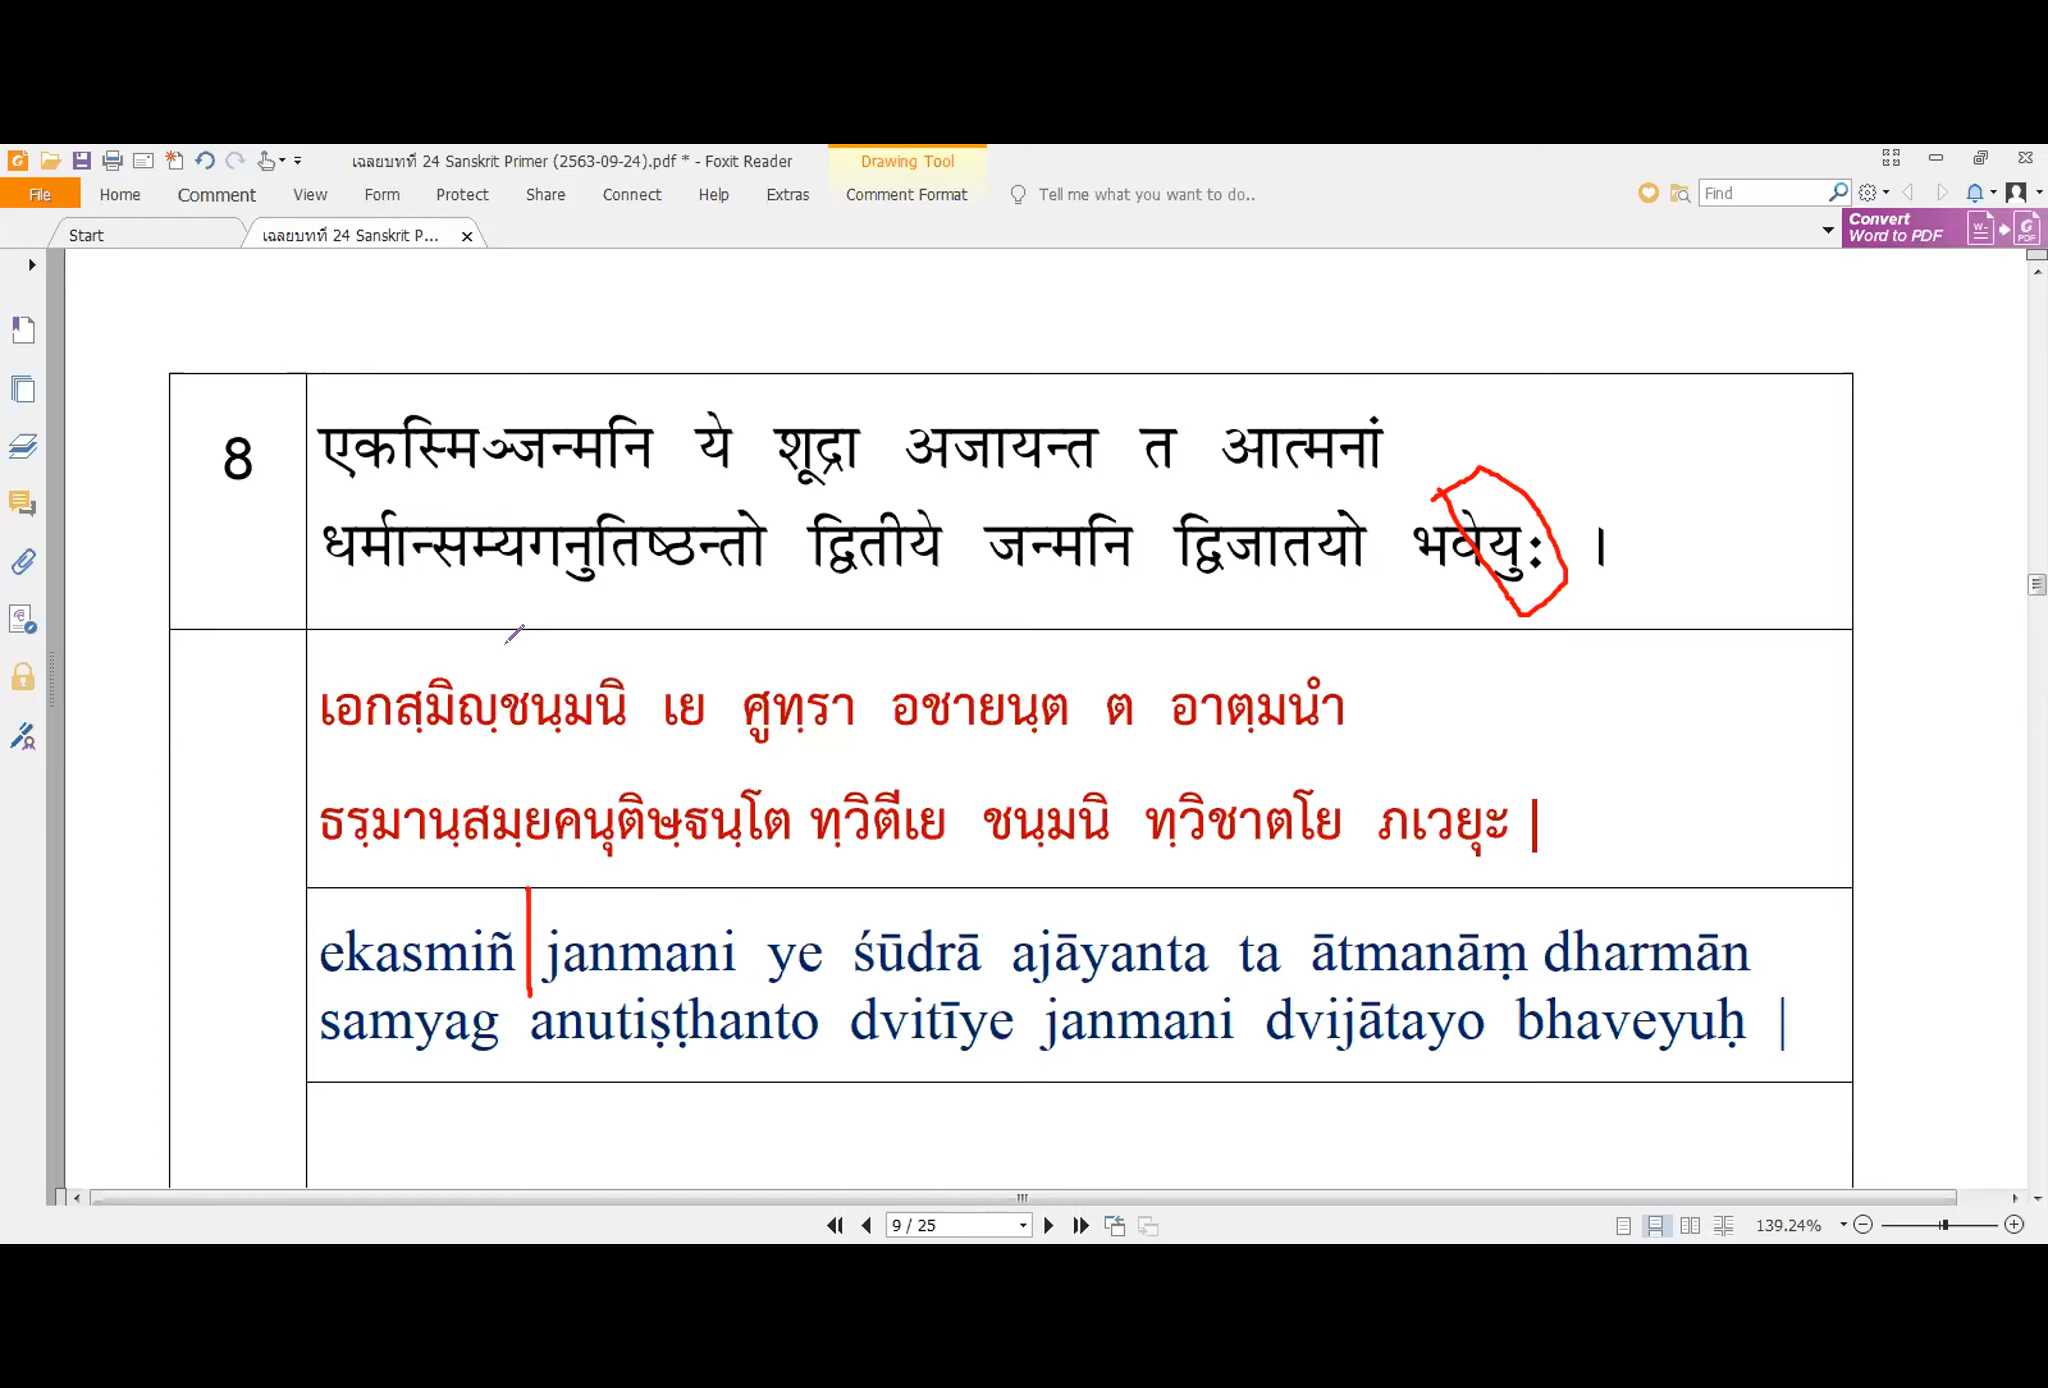 เฉลยบทที่ 24 Sanskrit Primer (2563-09-24).pdf * - Foxit Reader
Drawing Tool
File Home Comment View Form Protect Share Connect Help Extras Comment Format Tell me what you want to do.. Find
Start
เฉลยบทที่ 24 Sanskrit P...
Convert
Word to PDF
8
एकस्मिञ्जन्मनि ये शूद्रा अजायन्त त आत्मनां
धर्मान्सम्यगनुतिष्ठन्तो द्वितीये जन्मनि द्विजातयो भवेयुः ।
เอกสฺมิญฺชนฺมนิ เย ศูทฺรา อชายนฺต ต อาตฺมนำ
ธรฺมานฺสมฺยคนุติษฺฐนฺโต ทฺวิตีเย ชนฺมนิ ทฺวิชาตโย ภเวยุะ |
ekasmiñ janmani ye śūdrā ajāyanta ta ātmanāṃ dharmān
samyag anutiṣṭhanto dvitīye janmani dvijātayo bhaveyuḥ |
9 / 25
139.24%